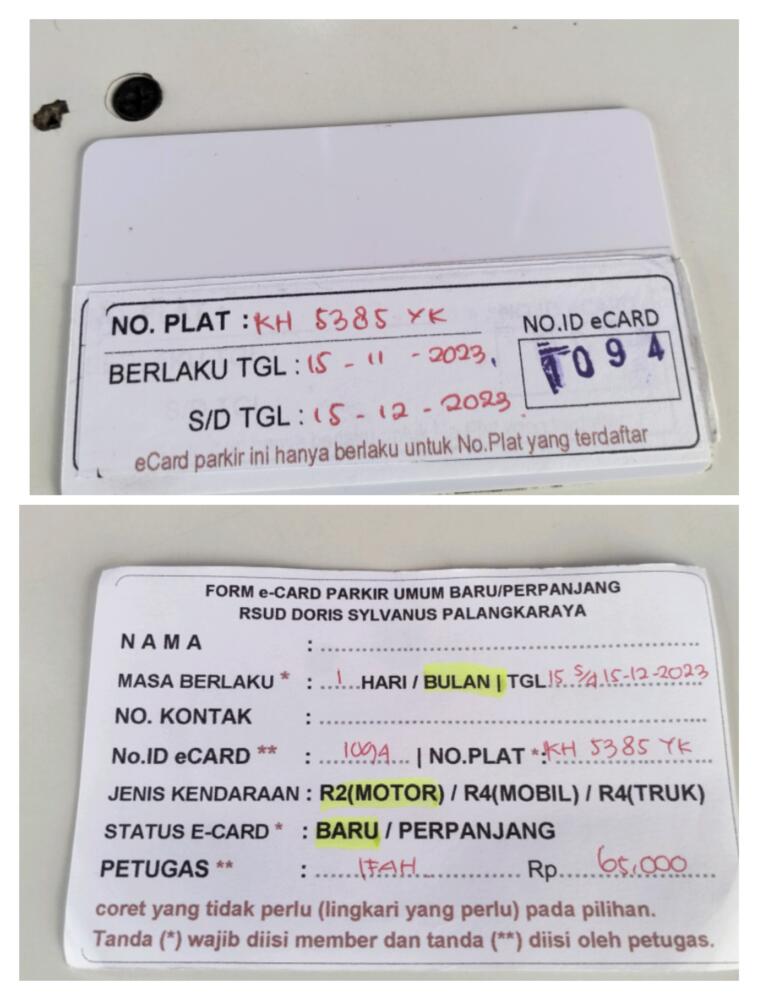 NO. PLAT : KH 5385 YK
NO.ID eCARD
BERLAKU TGL : 15 - 11 - 2023.
1094
S/D TGL : 15 - 12 - 2023
eCard parkir ini hanya berlaku untuk No.Plat yang terdaftar
FORM e-CARD PARKIR UMUM BARU/PERPANJANG
RSUD DORIS SYLVANUS PALANGKARAYA
NAMA :
MASA BERLAKU * : 1 HARI / BULAN | TGL 15 S/d 15-12-2023
NO. KONTAK :
No.ID eCARD ** : 1094 | NO.PLAT *: KH 5385 YK
JENIS KENDARAAN : R2(MOTOR) / R4(MOBIL) / R4(TRUK)
STATUS E-CARD * : BARU / PERPANJANG
PETUGAS ** : IFAH Rp. 65.000
coret yang tidak perlu (lingkari yang perlu) pada pilihan.
Tanda (*) wajib diisi member dan tanda (**) diisi oleh petugas.